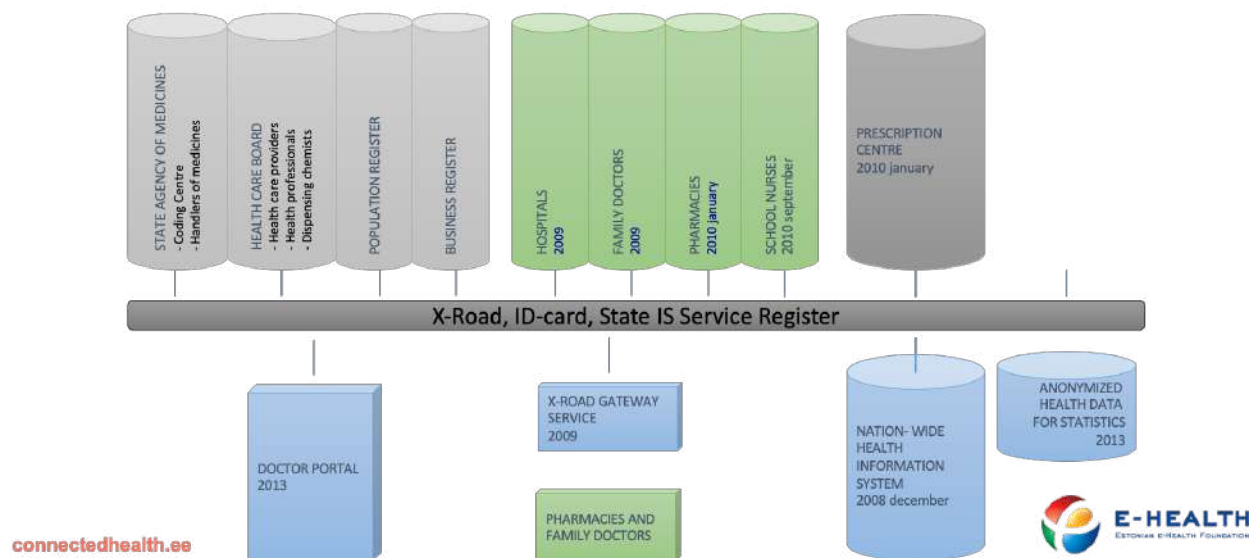 STATE AGENCY OF MEDICINES
- Coding Centre
- Handlers of medicines
HEALTH CARE BOARD
- Health care providers
- Health professionals
- Dispensing chemists
POPULATION REGISTER
BUSINESS REGISTER
HOSPITALS
2009
FAMILY DOCTORS
2009
PHARMACIES
2010 january
SCHOOL NURSES
2010 september
PRESCRIPTION
CENTRE
2010 january
X-Road, ID-card, State IS Service Register
DOCTOR PORTAL
2013
X-ROAD GATEWAY
SERVICE
2009
PHARMACIES AND
FAMILY DOCTORS
NATION- WIDE
HEALTH
INFORMATION
SYSTEM
2008 december
ANONYMIZED
HEALTH DATA
FOR STATISTICS
2013
connectedhealth.ee
E-HEALTH
ESTONIAN E-HEALTH FOUNDATION